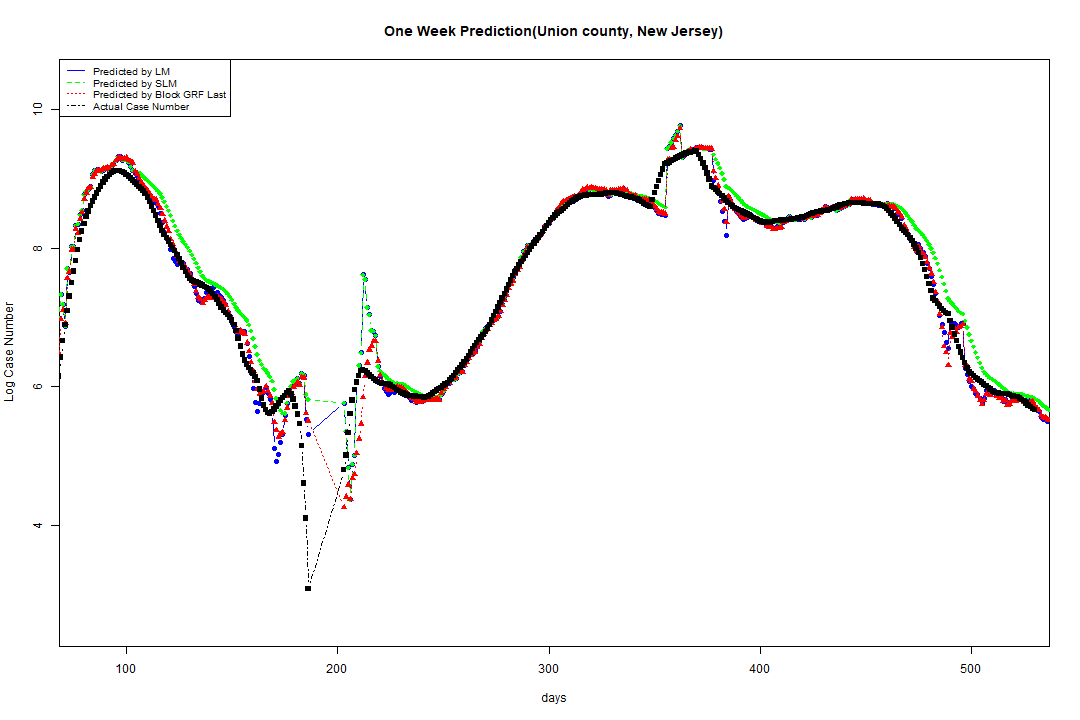 One Week Prediction(Union county, New Jersey)
Predicted by LM
Predicted by SLM
Predicted by Block GRF Last
Actual Case Number
Log Case Number
10
8
6
4
100 200 300 400 500
days